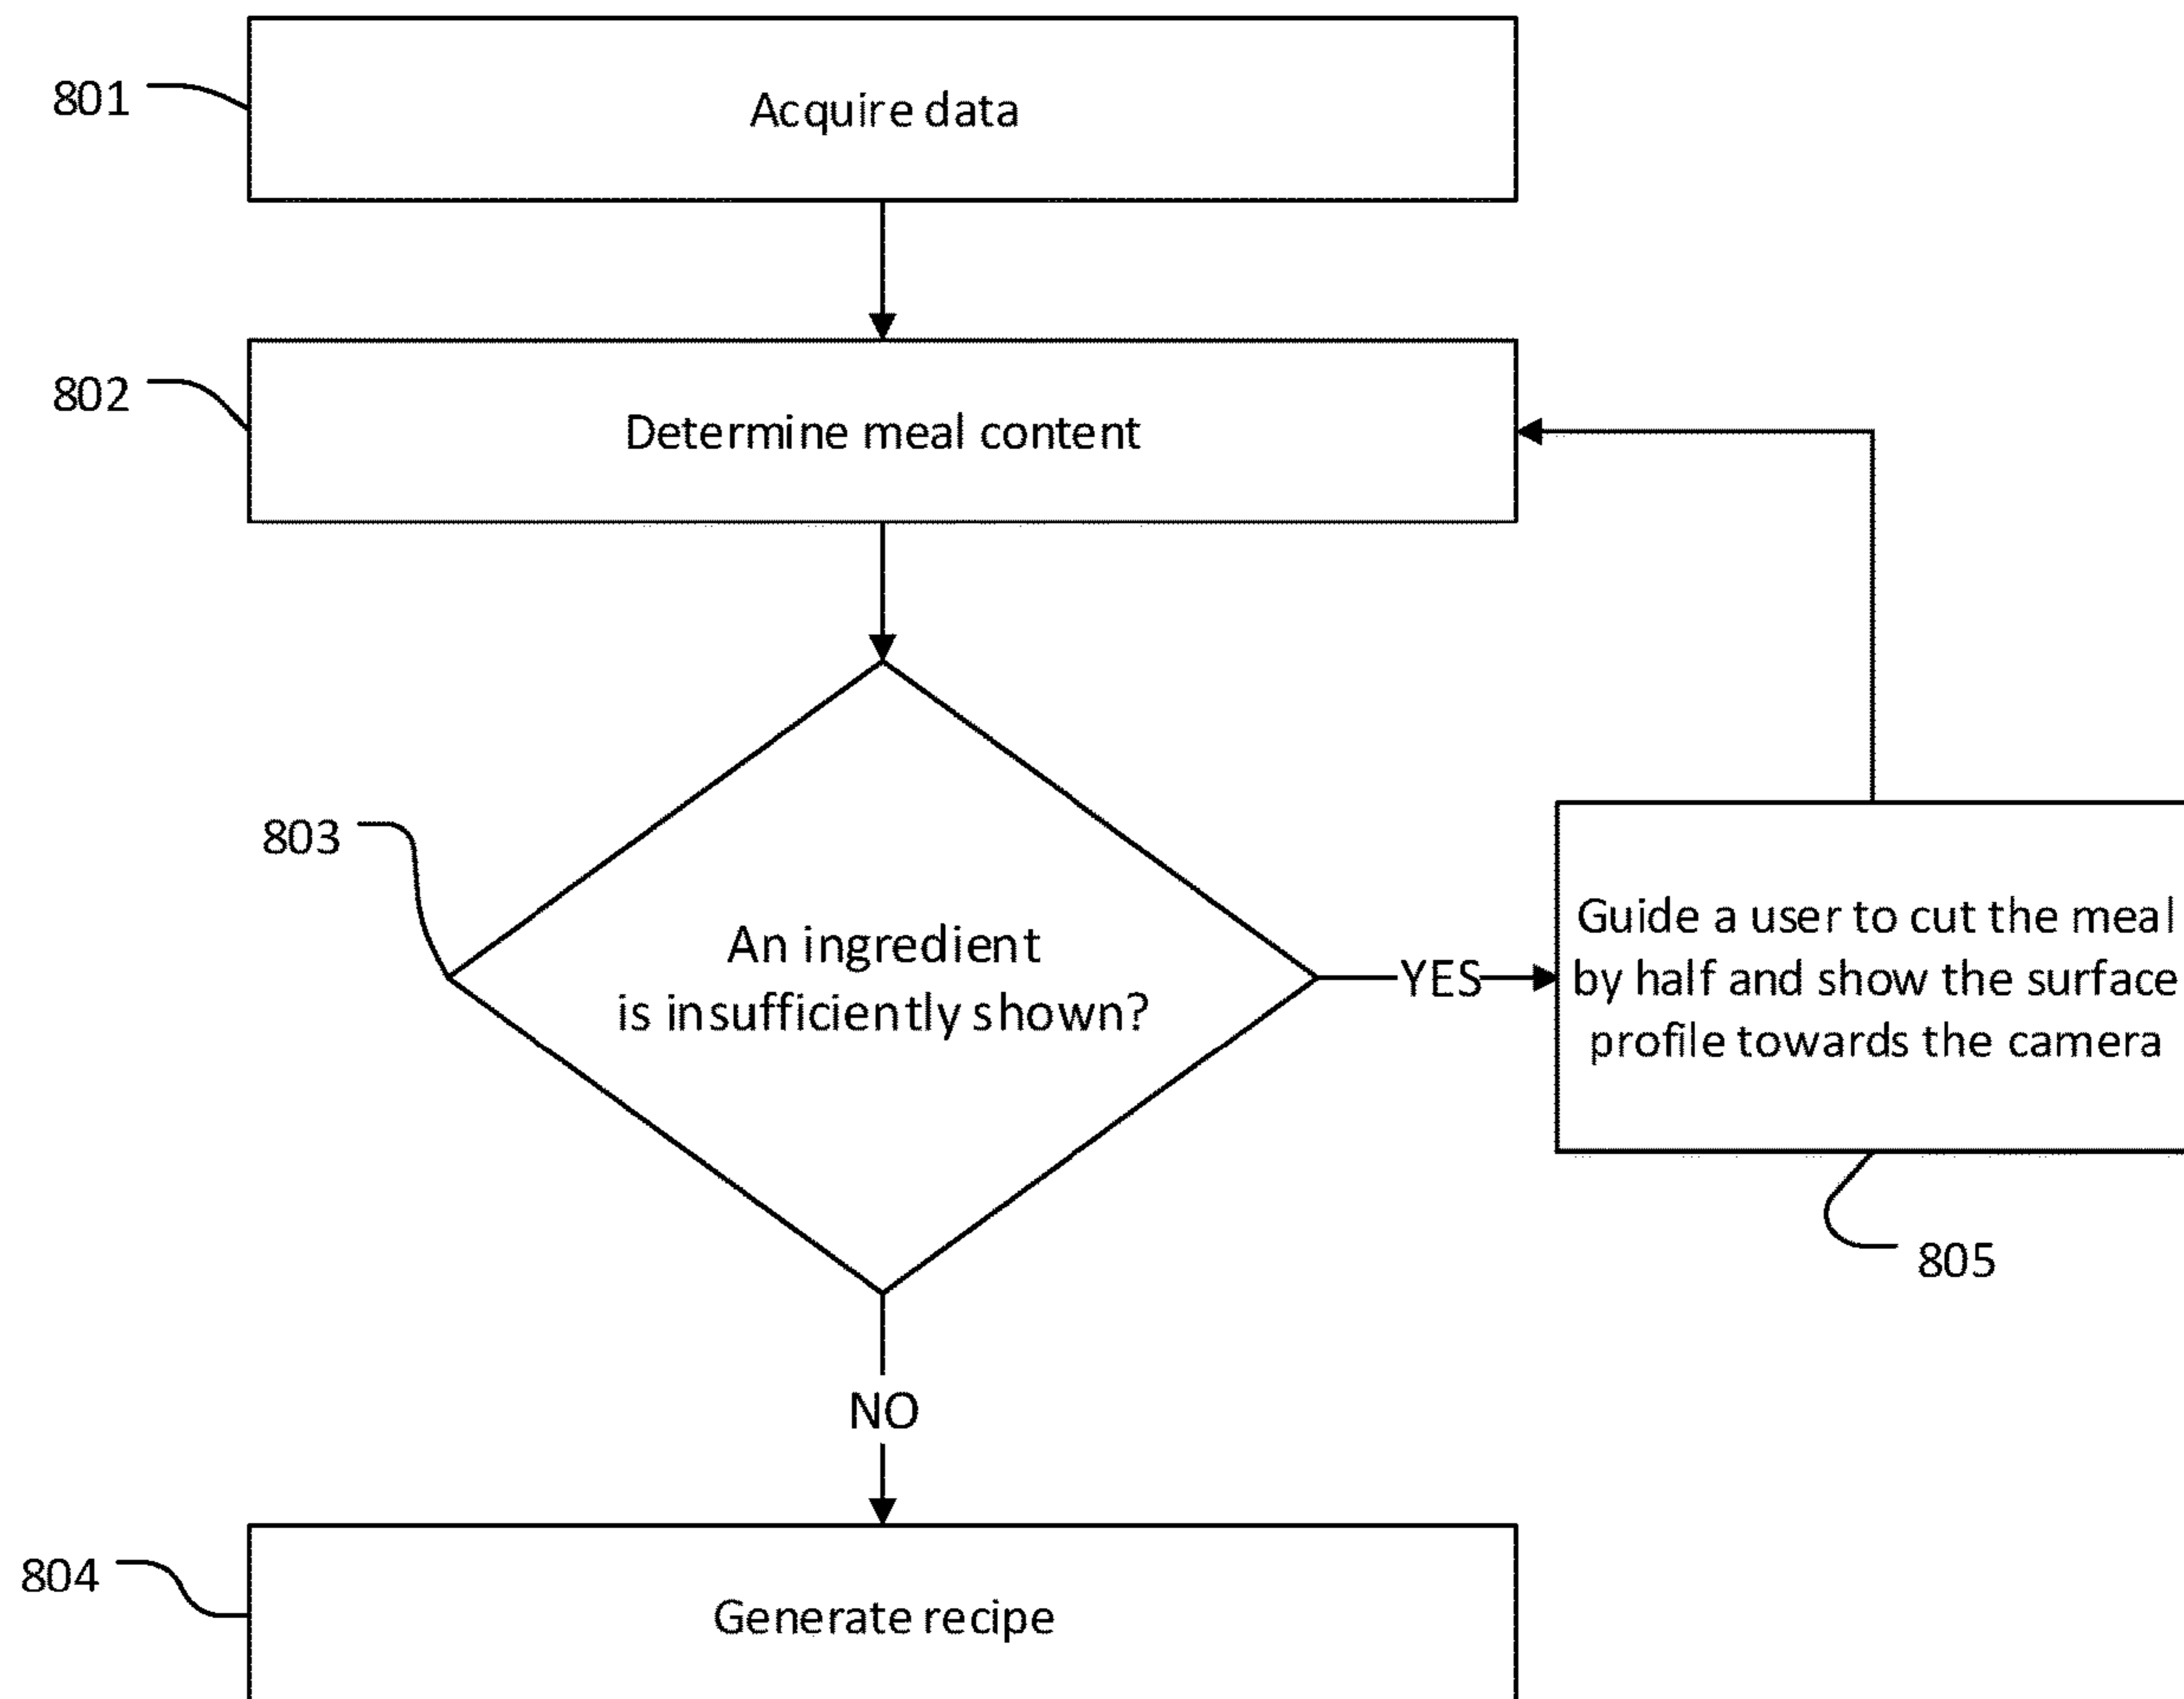 801
Acquire data
802
Determine meal content
803
An ingredient
is insufficiently shown?
YES
Guide a user to cut the meal
by half and show the surface
profile towards the camera
805
NO
804
Generate recipe